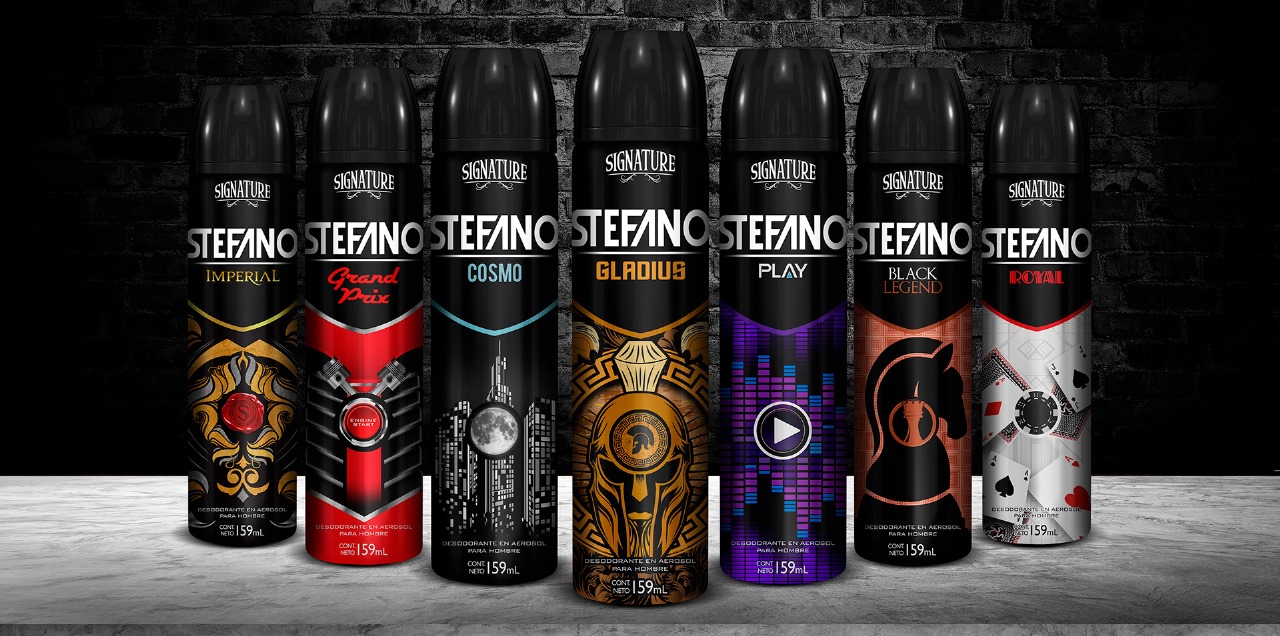 SIGNATURE
STEFANO
IMPERIAL
S
DESODORANTE EN AEROSOL
PARA HOMBRE
CONT.
NETO 159mL
SIGNATURE
STEFANO
Grand
Prix
ENGINE
START
DESODORANTE EN AEROSOL
PARA HOMBRE
CONT.
NETO 159mL
SIGNATURE
STEFANO
COSMO
DESODORANTE EN AEROSOL
PARA HOMBRE
CONT.
NETO 159mL
SIGNATURE
STEFANO
GLADIUS
DESODORANTE EN AEROSOL
PARA HOMBRE
CONT.
NETO 159mL
SIGNATURE
STEFANO
PLAY
DESODORANTE EN AEROSOL
PARA HOMBRE
CONT.
NETO 159mL
SIGNATURE
STEFANO
BLACK
LEGEND
DESODORANTE EN AEROSOL
PARA HOMBRE
CONT.
NETO 159mL
SIGNATURE
STEFANO
ROYAL
J
A
A
DESODORANTE EN AEROSOL
PARA HOMBRE
CONT.
NETO 159mL